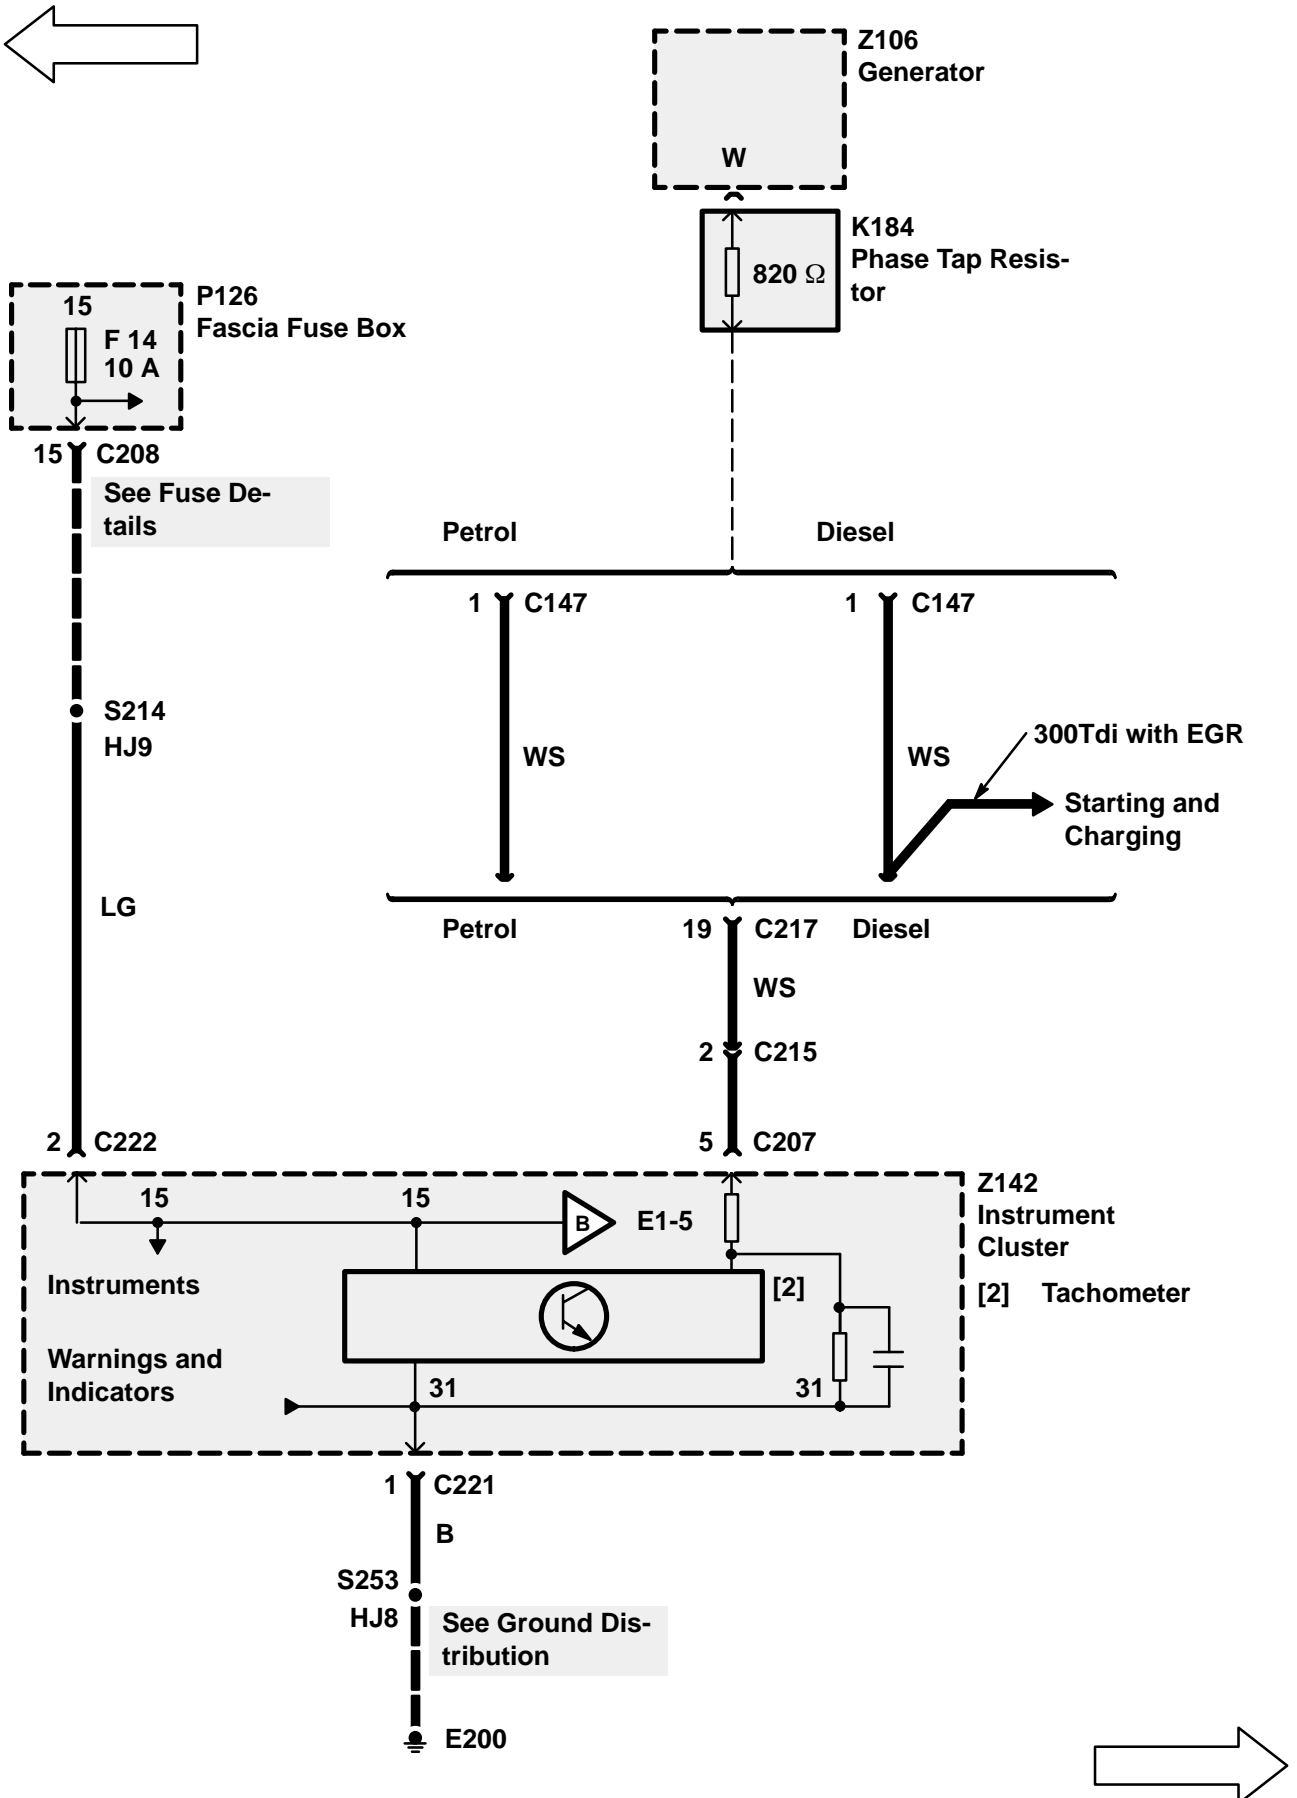 Z106
Generator
W
K184
Phase Tap Resis-
tor
820 Ω
P126
Fascia Fuse Box
15
F 14
10 A
15 C208
See Fuse De-
tails
Petrol Diesel
1 C147 1 C147
S214
HJ9
WS WS
300Tdi with EGR
Starting and
Charging
LG
Petrol 19 C217 Diesel
WS
2 C215
2 C222 5 C207
Z142
Instrument
Cluster
[2] Tachometer
15 15 B E1-5
Instruments
[2]
Warnings and
Indicators
31 31
1 C221
B
S253
HJ8
See Ground Dis-
tribution
E200